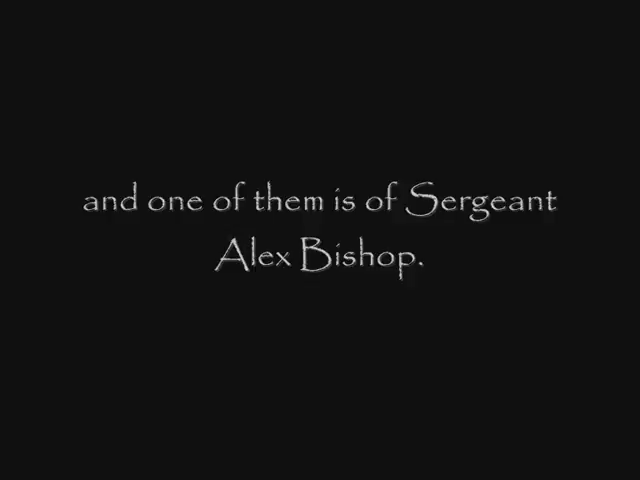 and one of them is of Sergeant
Alex Bishop.